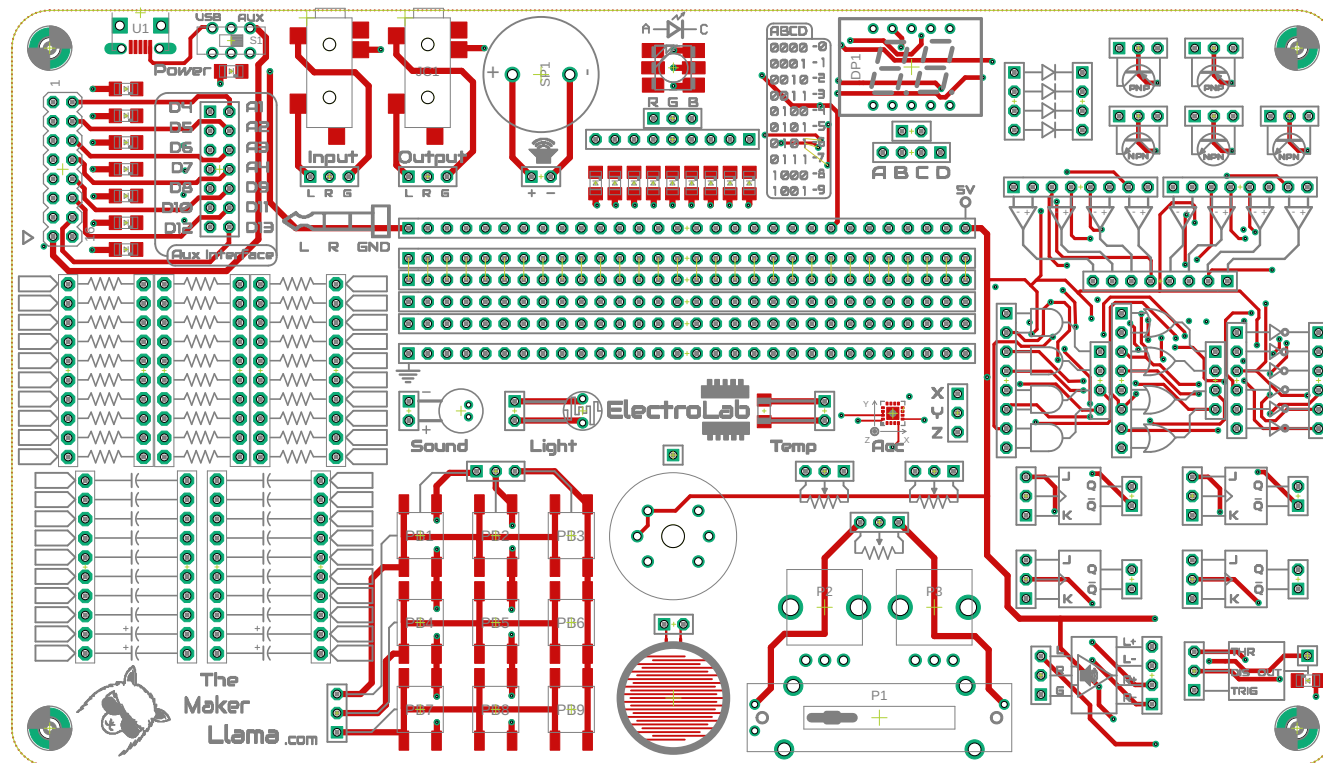 USB AUX
U1
S1
Power
1
16
D4 A1
D5 A2
D6 A3
D7 A4
D8 D9
D10 D11
D12 D13
Aux Interface
Input
L R G
Output
L R G
+ SP1 -
+ -
A C
R G B
ABCD
0000 -0
0001 -1
0010 -2
0011 -3
0100 -4
0101 -5
0111 -7
1000 -8
1001 -9
DP1
A B C D
PNP PNP
NPN NPN NPN
L R GND
5V
- +
Sound
Light
ElectroLab
Temp
Y
Z X
Acc
X
Y
Z
PB1 PB2 PB3
PB4 PB5 PB6
PB7 PB8 PB9
P2 P3
P1
J Q
K Q
J Q
K Q
J Q
K Q
J Q
K Q
L
R
G
L+
L-
R+
R-
THR
DIS OUT
TRIG
+ +
The
Maker
Llama .com